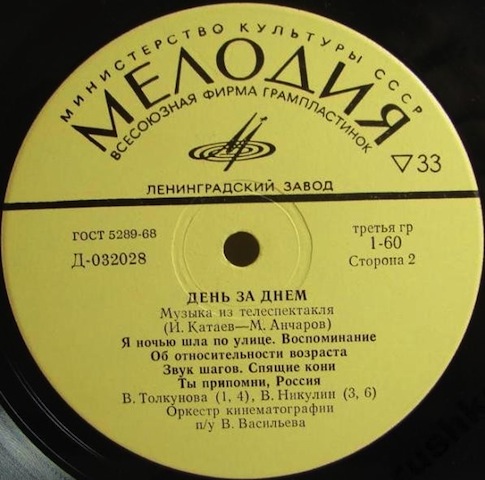 МИНИСТЕРСТВО КУЛЬТУРЫ СССР
МЕЛОДИЯ
ВСЕСОЮЗНАЯ ФИРМА ГРАМПЛАСТИНОК
▽33
ЛЕНИНГРАДСКИЙ ЗАВОД
ГОСТ 5289-68
Д-032028
третья гр
1-60
Сторона 2
ДЕНЬ ЗА ДНЕМ
Музыка из телеспектакля
(И. Катаев—М. Анчаров)
Я ночью шла по улице. Воспоминание
Об относительности возраста
Звук шагов. Спящие кони
Ты припомни, Россия
В. Толкунова (1, 4), В. Никулин (3, 6)
Оркестр кинематографии
п/у В. Васильева